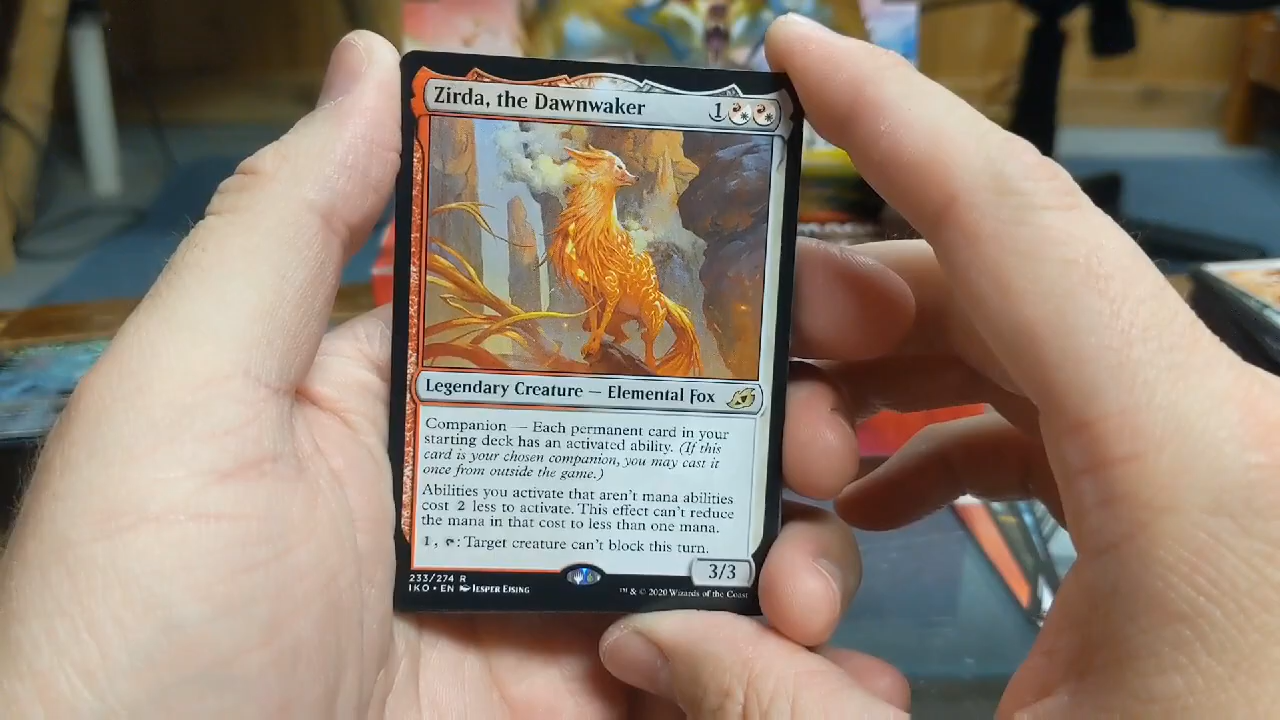 Zirda, the Dawnwaker 1
Legendary Creature — Elemental Fox
Companion — Each permanent card in your
starting deck has an activated ability. (If this
card is your chosen companion, you may cast it
once from outside the game.)
Abilities you activate that aren't mana abilities
cost 2 less to activate. This effect can't reduce
the mana in that cost to less than one mana.
1, : Target creature can't block this turn.
3/3
233/274 R
IKO • EN Jesper Ejsing
™ & © 2020 Wizards of the Coast